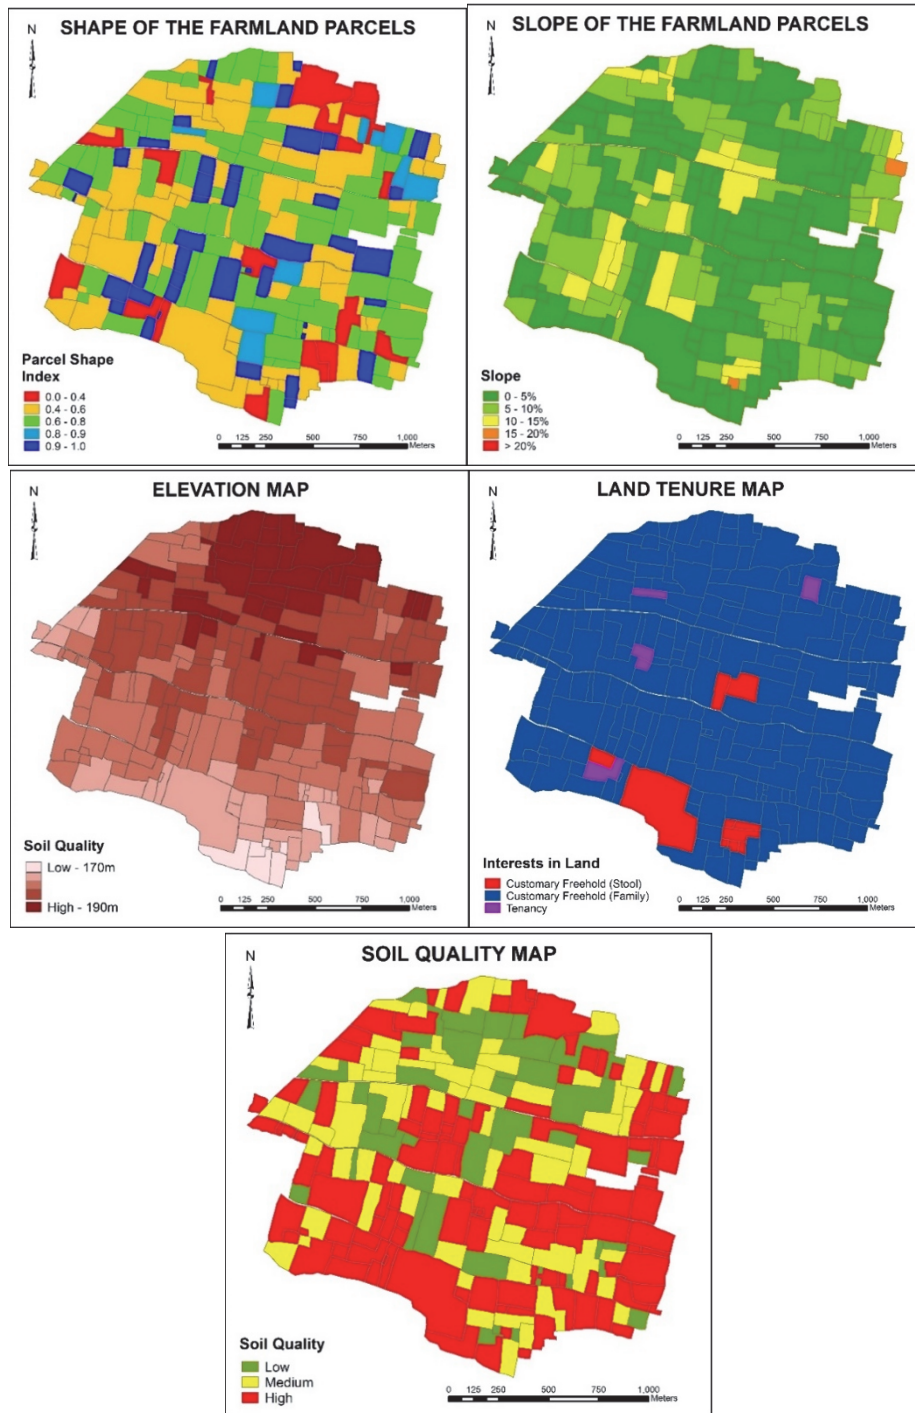 SHAPE OF THE FARMLAND PARCELS
N
Parcel Shape
Index
0.0 - 0.4
0.4 - 0.6
0.6 - 0.8
0.8 - 0.9
0.9 - 1.0
0 125 250 500 750 1,000
Meters
SLOPE OF THE FARMLAND PARCELS
N
Slope
0 - 5%
5 - 10%
10 - 15%
15 - 20%
> 20%
0 125 250 500 750 1,000
Meters
ELEVATION MAP
N
Soil Quality
Low - 170m
High - 190m
0 125 250 500 750 1,000
Meters
LAND TENURE MAP
N
Interests in Land
Customary Freehold (Stool)
Customary Freehold (Family)
Tenancy
0 125 250 500 750 1,000
Meters
SOIL QUALITY MAP
N
Soil Quality
Low
Medium
High
0 125 250 500 750 1,000
Meters